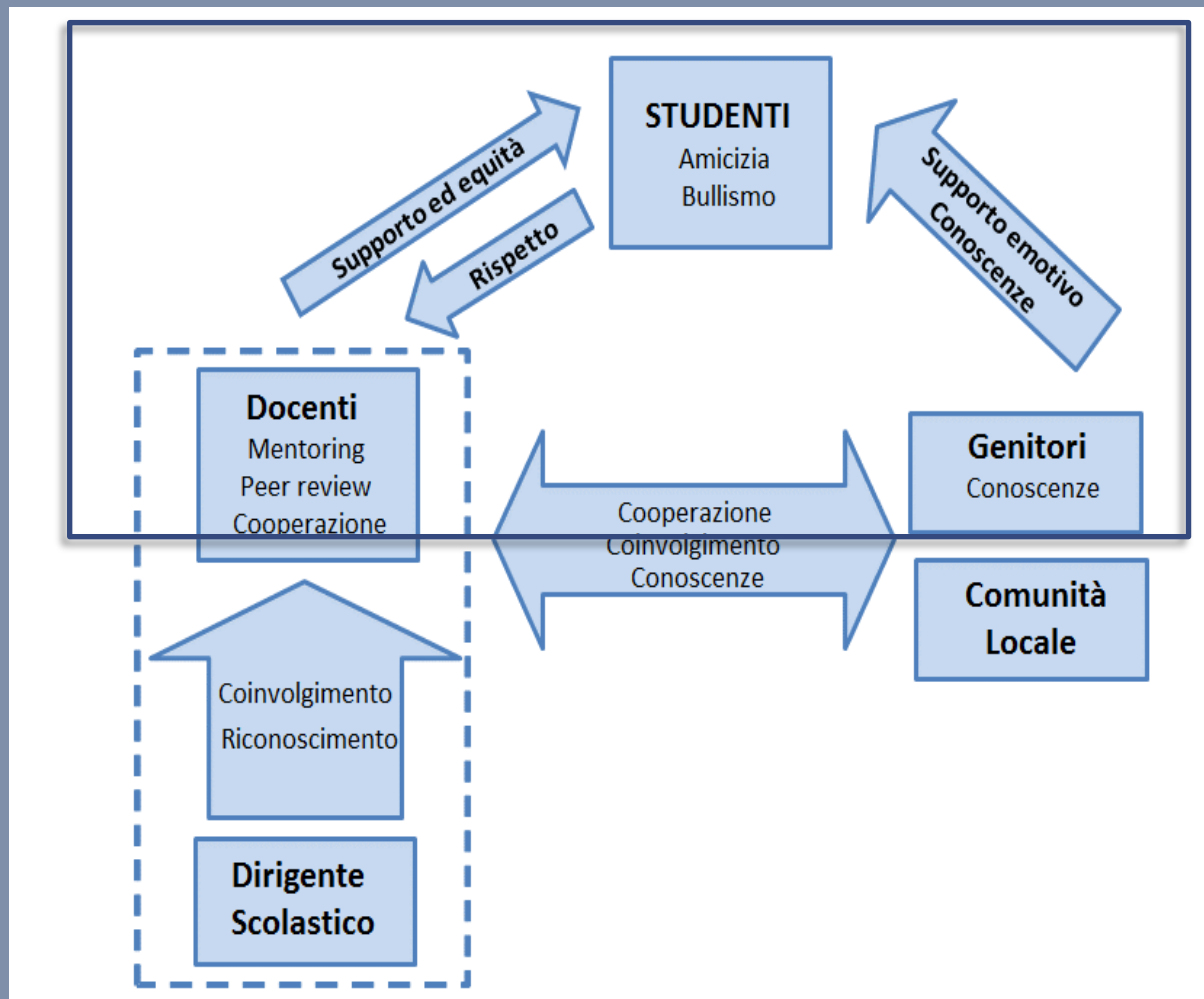 STUDENTI
Amicizia
Bullismo
Supporto ed equità
Rispetto
Supporto emotivo
Conoscenze
Docenti
Mentoring
Peer review
Cooperazione
Cooperazione
Coinvolgimento
Conoscenze
Genitori
Conoscenze
Comunità
Locale
Coinvolgimento
Riconoscimento
Dirigente
Scolastico